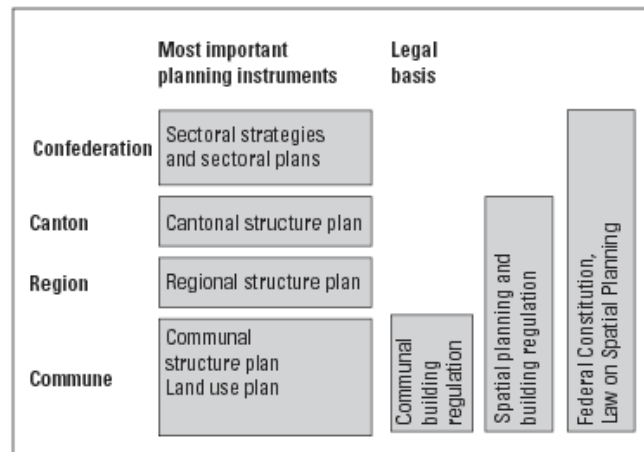 Most important
planning instruments
Legal
basis
Confederation
Sectoral strategies
and sectoral plans
Canton
Cantonal structure plan
Region
Regional structure plan
Commune
Communal
structure plan
Land use plan
Communal
building
regulation
Spatial planning and
building regulation
Federal Constitution,
Law on Spatial Planning